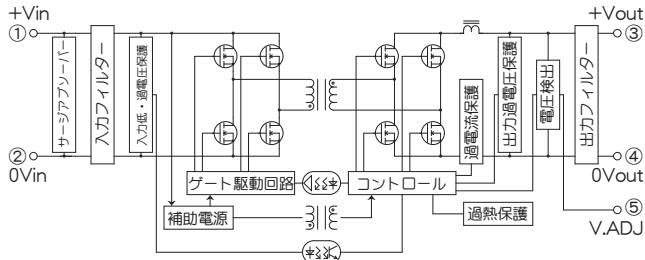 +Vin
①
サージアブソーバー
入力フィルター
入力低・過電圧保護
②
0Vin
ゲート駆動回路
補助電源
コントロール
過熱保護
過電流保護
出力過電圧保護
電圧検出
出力フィルター
+Vout
③
④
0Vout
⑤
V.ADJ